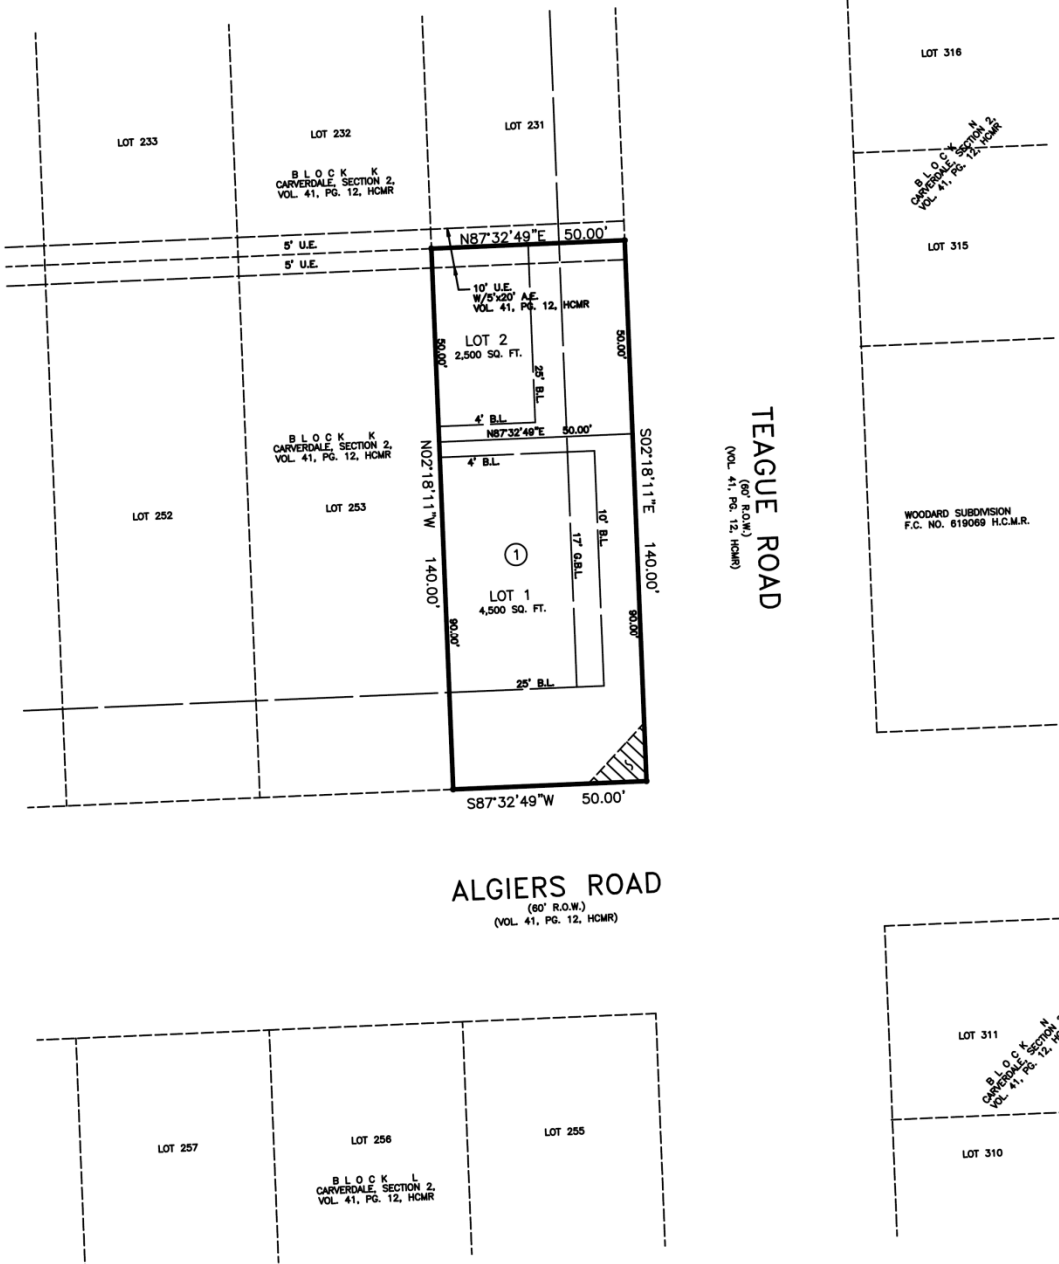 LOT 316
B L O C K N
CARVERDALE, SECTION 2,
VOL. 41, PG. 12, HCMR
LOT 233
LOT 232
LOT 231
B L O C K K
CARVERDALE, SECTION 2,
VOL. 41, PG. 12, HCMR
LOT 315
5' U.E.
5' U.E.
N87°32'49"E 50.00'
10' U.E.
W/5'x20' A.E.
VOL. 41, PG. 12, HCMR
LOT 2
2,500 SQ. FT.
50.00'
50.00'
25' B.L.
4' B.L.
N87°32'49"E 50.00'
4' B.L.
B L O C K K
CARVERDALE, SECTION 2,
VOL. 41, PG. 12, HCMR
LOT 252
LOT 253
N02°18'11"W 140.00'
S02°18'11"E 140.00'
10' B.L.
17' G.B.L.
1
LOT 1
4,500 SQ. FT.
90.00'
90.00'
25' B.L.
S87°32'49"W 50.00'
TEAGUE ROAD
(60' R.O.W.)
(VOL. 41, PG. 12, HCMR)
WOODARD SUBDIVISION
F.C. NO. 619069 H.C.M.R.
ALGIERS ROAD
(60' R.O.W.)
(VOL. 41, PG. 12, HCMR)
LOT 311
B L O C K N
CARVERDALE, SECTION
VOL. 41, PG. 12,
LOT 257
LOT 256
LOT 255
B L O C K L
CARVERDALE, SECTION 2,
VOL. 41, PG. 12, HCMR
LOT 310